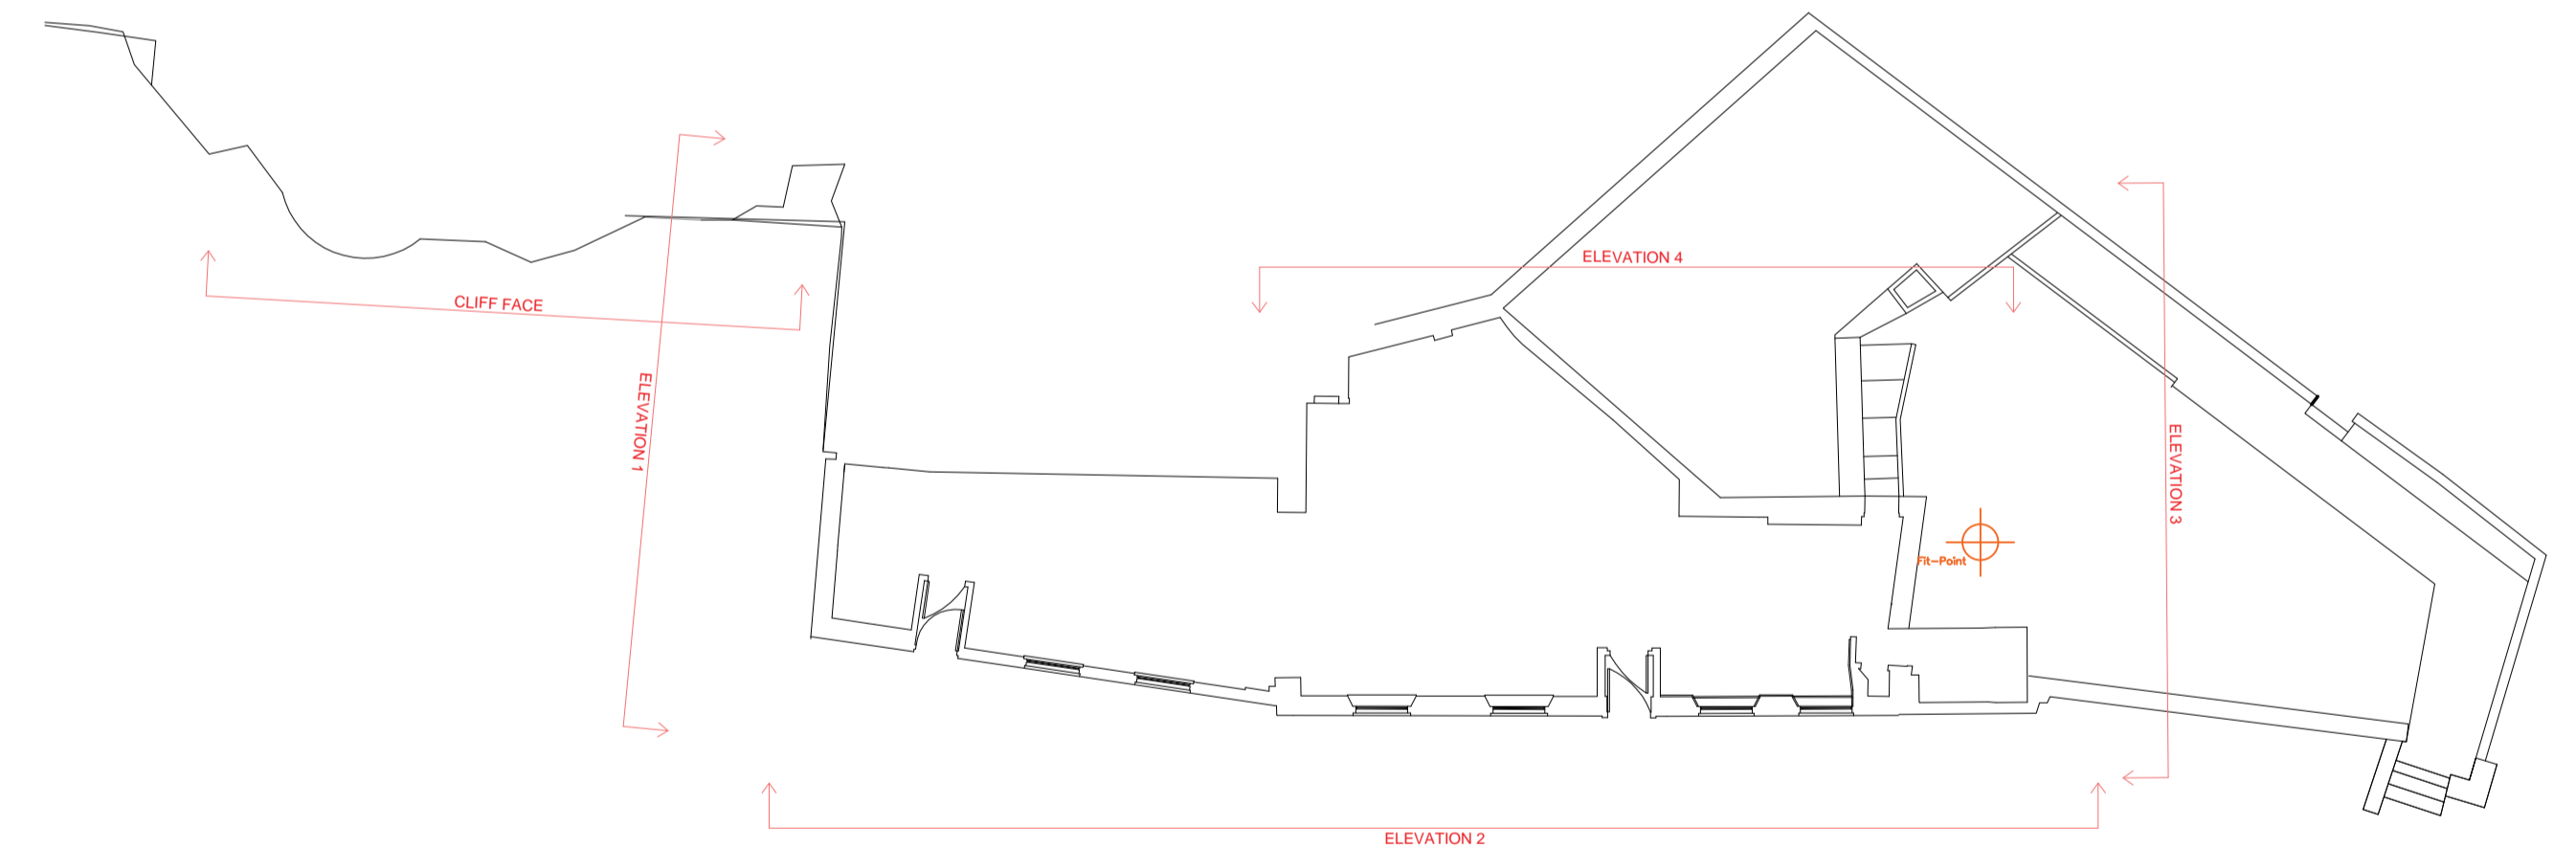 ELEVATION 4
CLIFF FACE
ELEVATION 1
ELEVATION 3
Fit-Point
ELEVATION 2